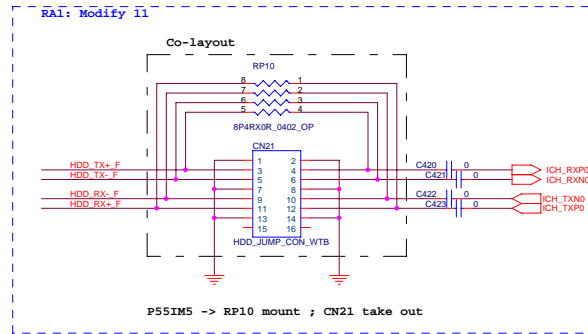 RA1: Modify 11
Co-layout
RP10
8 1
7 2
6 3
5 4
8P4RX0R_0402_OP
CN21
HDD_TX+_F 1 2 C420 0 ICH_RXP0
HDD_TX-_F 3 4 C421 0 ICH_RXN0
5 6
7 8
HDD_RX-_F 9 10 C422 0 ICH_TXN0
HDD_RX+_F 11 12 C423 0 ICH_TXP0
13 14
15 16
HDD_JUMP_CON_WTB
P55IM5 -> RP10 mount ; CN21 take out